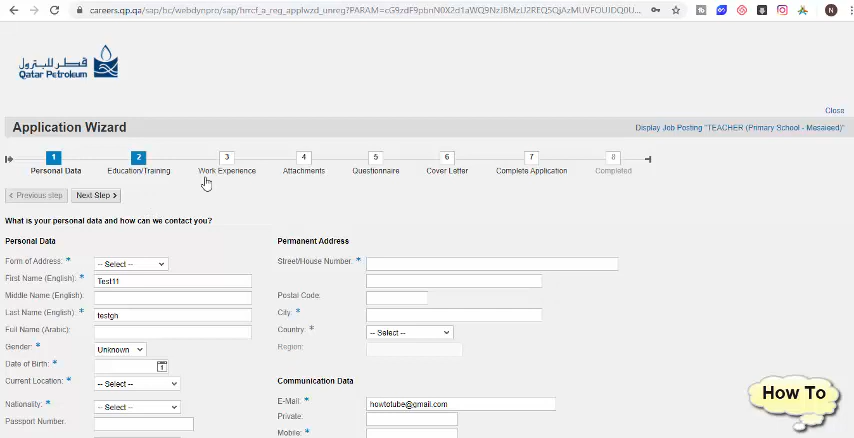 careers.qp.qa/sap/bc/webdynpro/sap/hrrcf_a_reg_applwzd_unreg?
N
قطر للبترول
Qatar Petroleum
Close
Application Wizard
Display Job Posting "TEACHER (Primary School - Mesaieed)"
1 2 3 4 5 6 7 8
Personal Data Education/Training Work Experience Attachments Questionnaire Cover Letter Complete Application Completed
< Previous step Next Step >
What is your personal data and how can we contact you?
Personal Data
Form of Address: * -- Select --
First Name (English): * Test11
Middle Name (English):
Last Name (English): * testgh
Full Name (Arabic):
Gender: * Unknown
Date of Birth: * 1
Current Location: * -- Select --
Nationality: * -- Select --
Passport Number:
Permanent Address
Street/House Number: *
Postal Code:
City: *
Country: * -- Select --
Region:
Communication Data
E-Mail: * howtotube@gmail.com
Private:
Mobile: *
How To